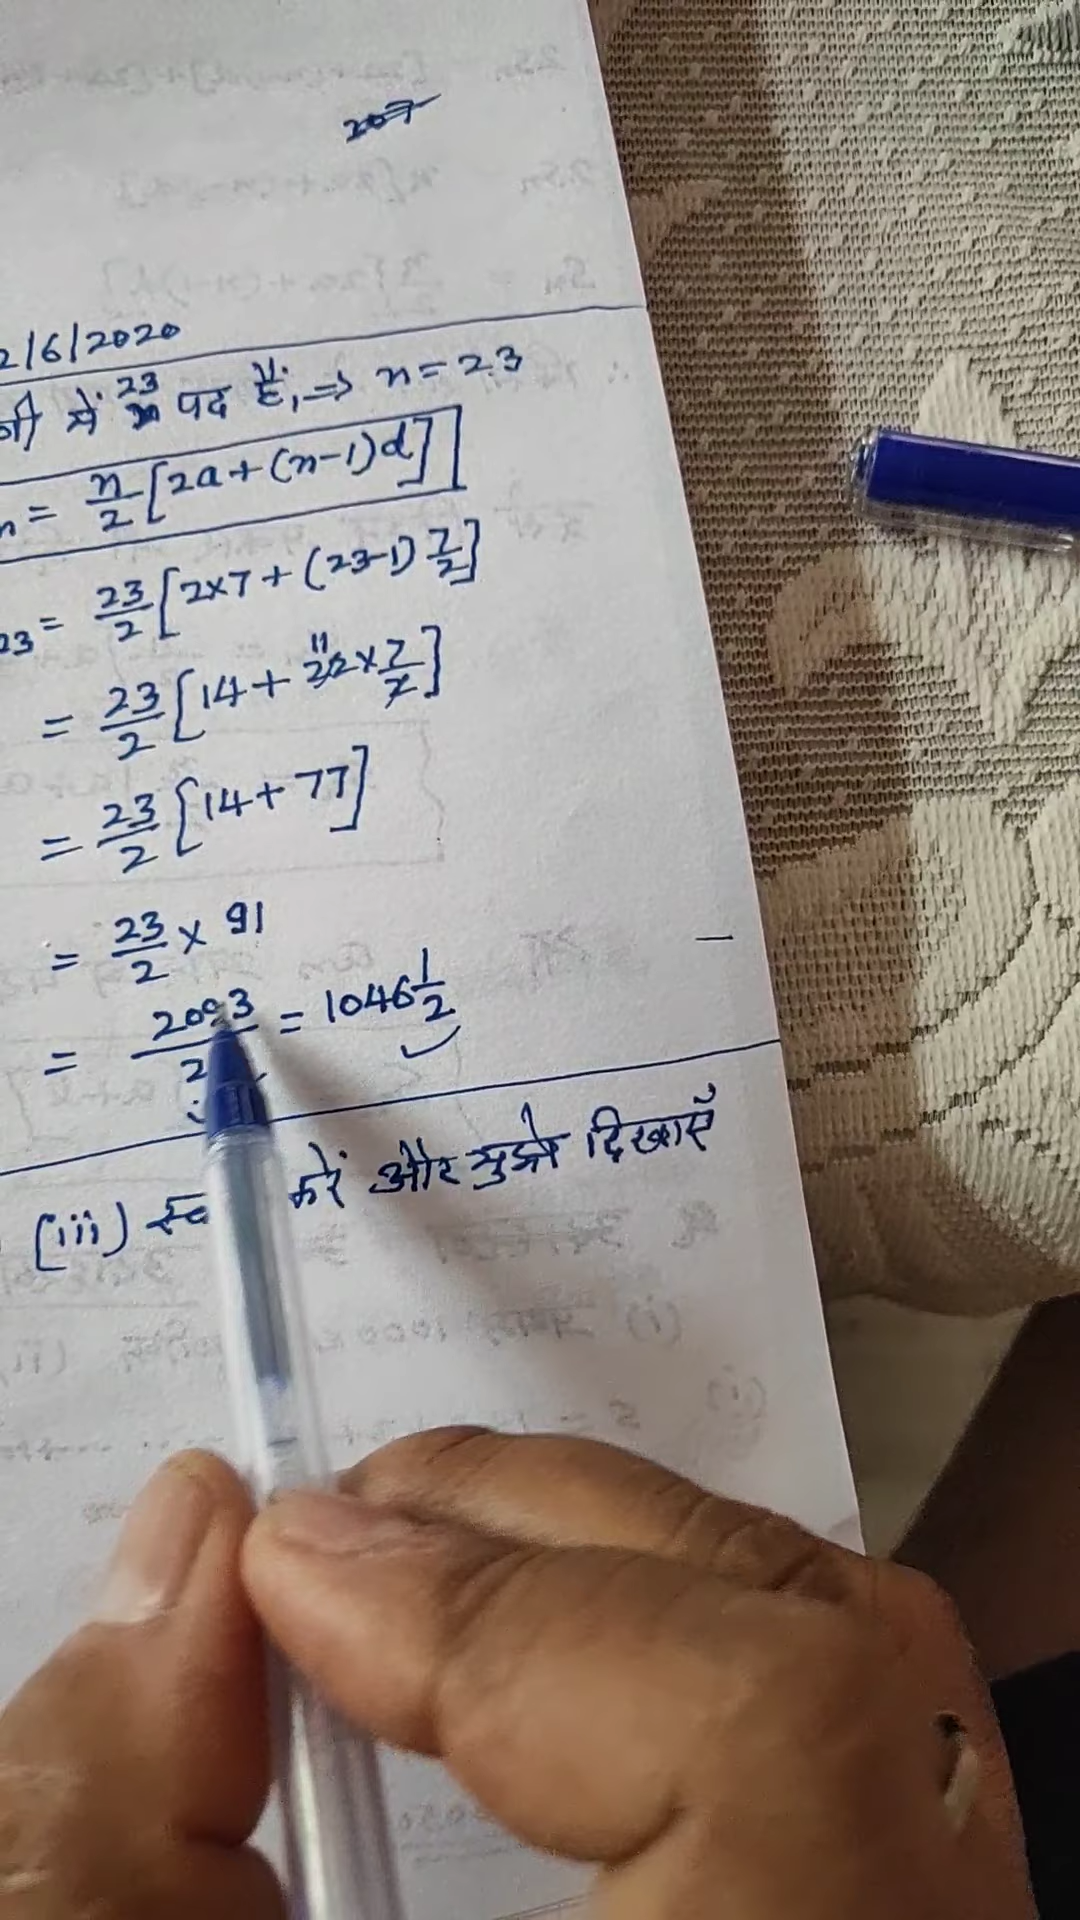 2/6/2020
में 23 पद हैं, ⇒ n = 23
n = n/2 [2a + (n-1)d]
23 = 23/2 [2×7 + (23-1) 7/2]
= 23/2 [14 + 22 × 7/2]
= 23/2 [14 + 77]
= 23/2 × 91
= 2093/2 = 1046 1/2
(iii) करें और मुझे दिखाएँ